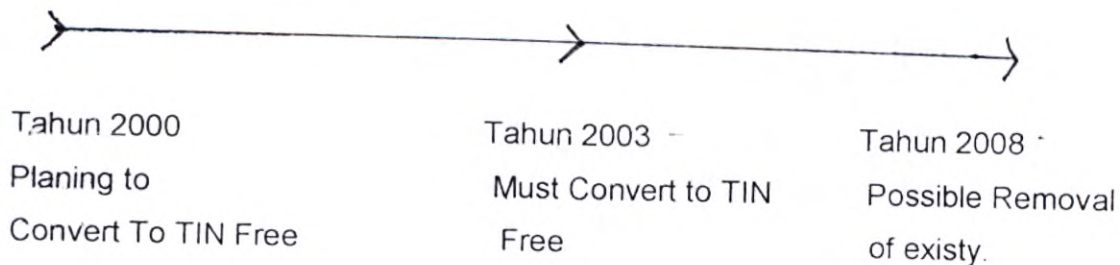 Tahun 2000
Planing to
Convert To TIN Free
Tahun 2003
Must Convert to TIN
Free
Tahun 2008
Possible Removal
of existy.